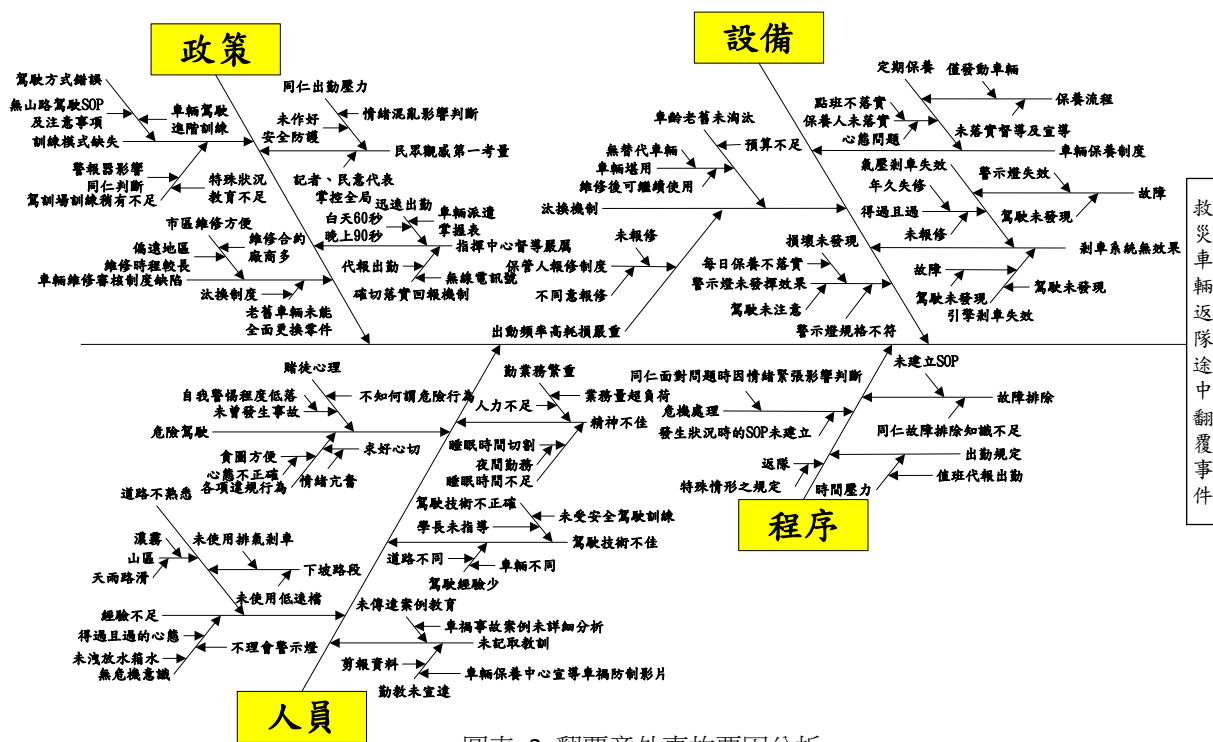 政策
駕駛方式錯誤
無山路駕駛SOP
及注意事項
車輛駕駛
進階訓練
訓練模式缺失
警報器影響
同仁判斷
特殊狀況
教育不足
駕訓場訓練稍有不足
同仁出勤壓力
未作好
安全防護
情緒混亂影響判斷
民眾觀感第一考量
記者、民意代表
掌控全局
迅速出勤
白天60秒
晚上90秒
車輛派遣
掌握表
指揮中心督導嚴厲
代報出勤
無線電訊號
確切落實回報機制
市區維修方便
偏遠地區
維修時程較長
維修合約
廠商多
車輛維修審核制度缺陷
汰換制度
老舊車輛未能
全面更換零件
設備
車齡老舊未淘汰
無替代車輛
車輛堪用
維修後可繼續使用
預算不足
汰換機制
未報修
保管人報修制度
不同意報修
出勤頻率高耗損嚴重
定期保養
僅發動車輛
點班不落實
保養人未落實
心態問題
保養流程
未落實督導及宣導
車輛保養制度
氣壓剎車失效
年久失修
得過且過
未報修
警示燈失效
故障
駕駛未發現
剎車系統無效果
故障
駕駛未發現
駕駛未發現
引擎剎車失效
損壞未發現
每日保養不落實
警示燈未發揮效果
駕駛未注意
警示燈規格不符
救災車輛返隊途中翻覆事件
賭徒心理
自我警惕程度低落
未曾發生事故
不知何謂危險行為
危險駕駛
貪圖方便
心態不正確
各項違規行為
求好心切
情緒亢奮
勤業務繁重
人力不足
業務量超負荷
精神不佳
睡眠時間切割
夜間勤務
睡眠時間不足
道路不熟悉
濃霧
山區
天雨路滑
未使用排氣剎車
下坡路段
未使用低速檔
經驗不足
得過且過的心態
未洩放水箱水
無危機意識
不理會警示燈
駕駛技術不正確
學長未指導
未受安全駕駛訓練
駕駛技術不佳
道路不同
車輛不同
駕駛經驗少
未傳達案例教育
車禍事故案例未詳細分析
未記取教訓
剪報資料
車輛保養中心宣導車禍防制影片
勤教未宣達
人員
同仁面對問題時因情緒緊張影響判斷
危機處理
發生狀況時的SOP未建立
未建立SOP
故障排除
同仁故障排除知識不足
返隊
特殊情形之規定
出勤規定
時間壓力
值班代報出勤
程序